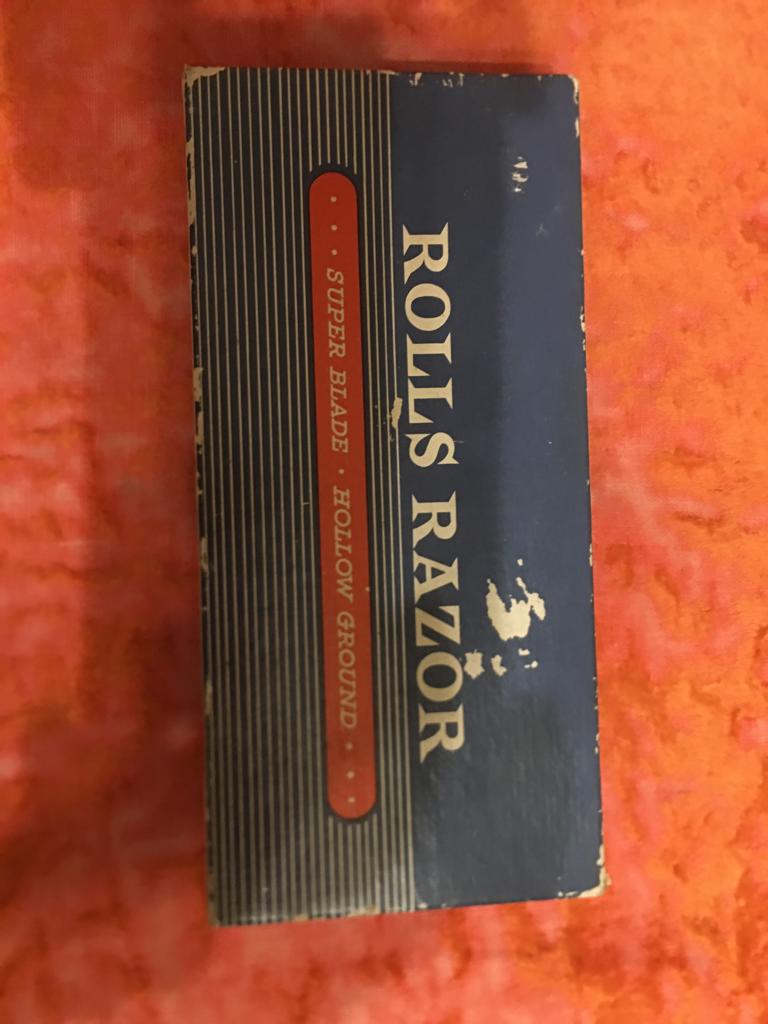 ROLLS RAZOR
· · · SUPER BLADE · HOLLOW GROUND · · ·